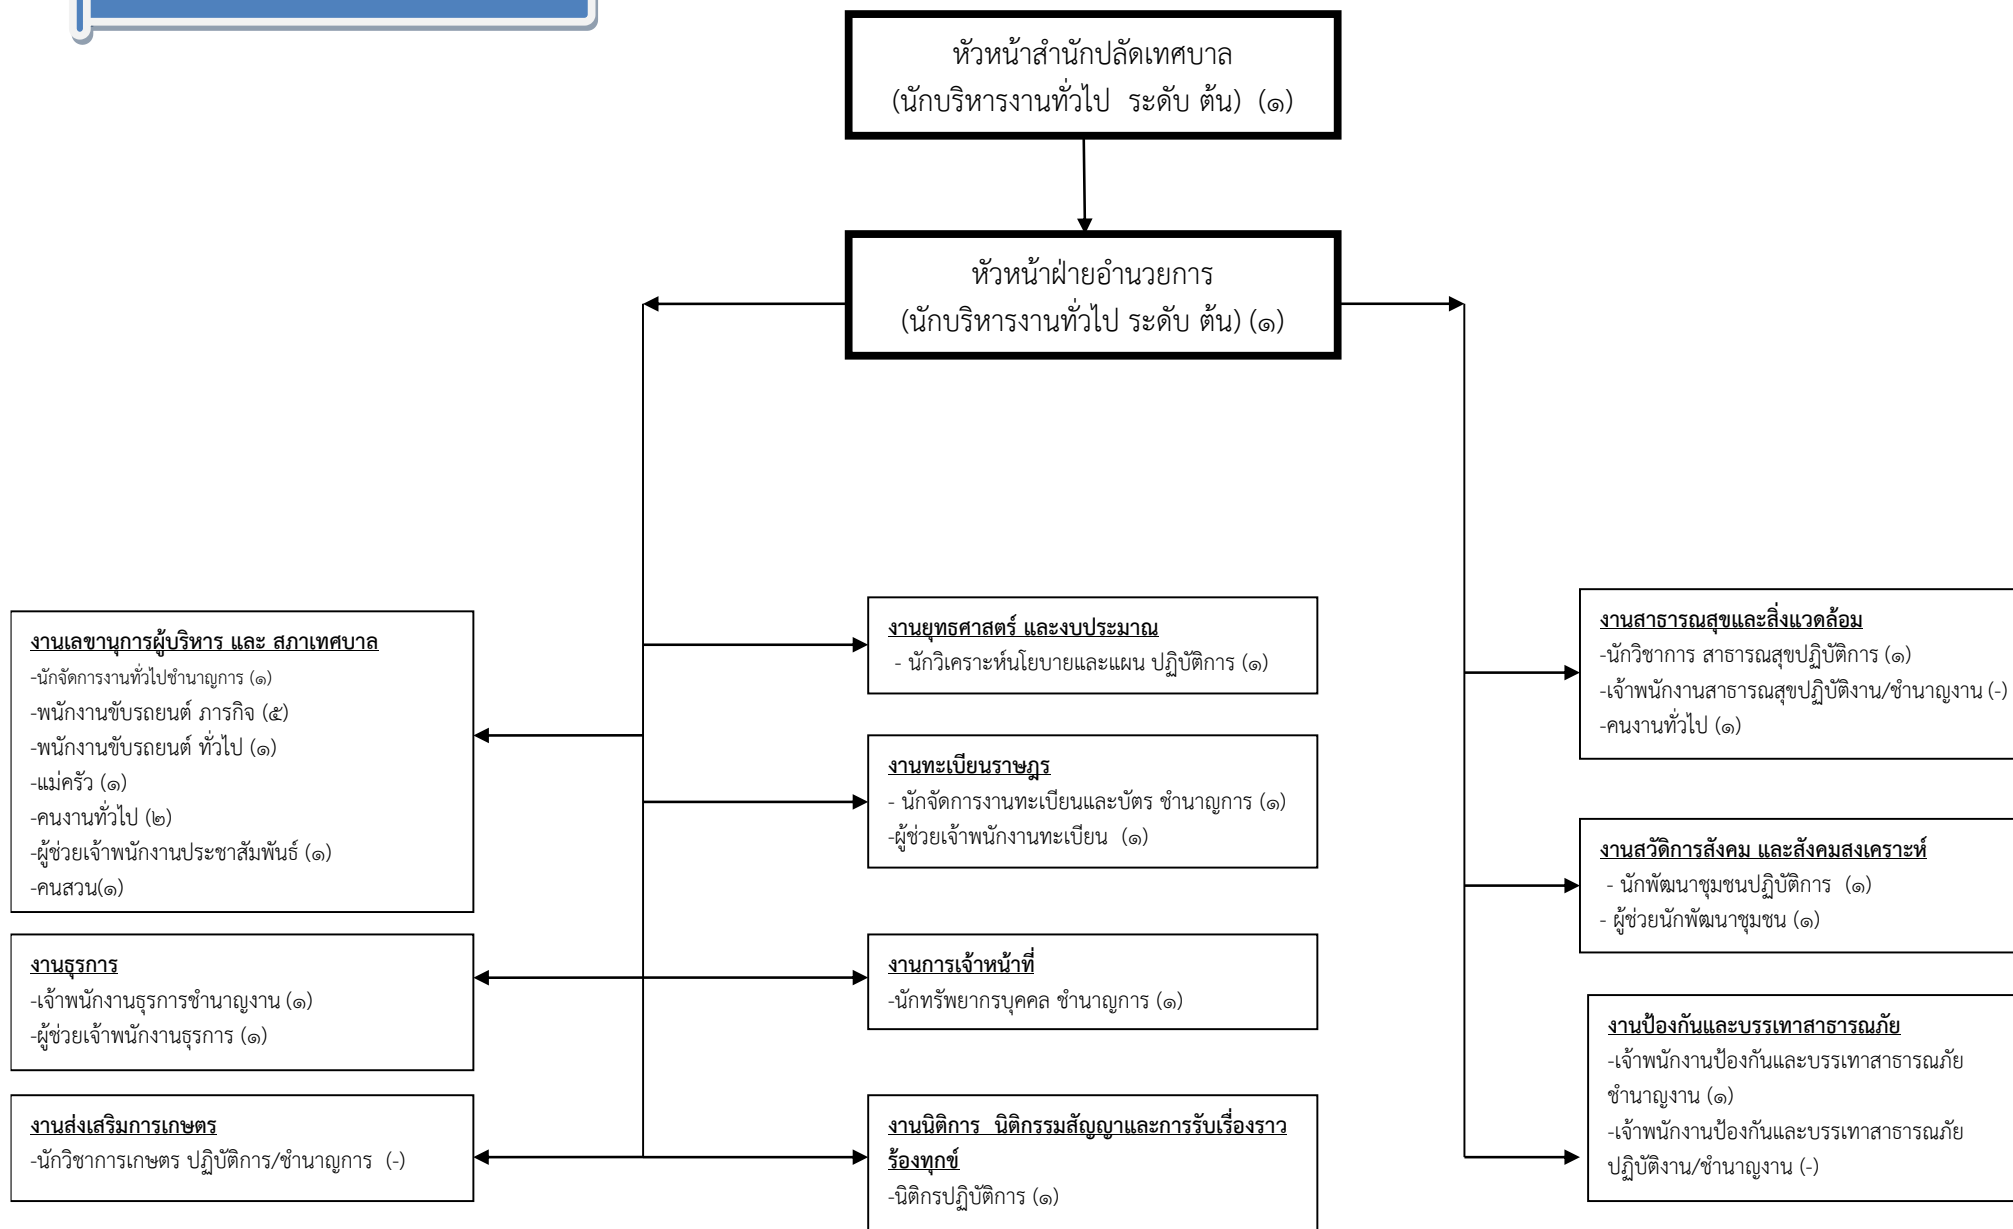 หัวหน้าสำนักปลัดเทศบาล
(นักบริหารงานทั่วไป ระดับ ต้น) (๑)
หัวหน้าฝ่ายอำนวยการ
(นักบริหารงานทั่วไป ระดับ ต้น) (๑)
งานเลขานุการผู้บริหาร และ สภาเทศบาล
-นักจัดการงานทั่วไปชำนาญการ (๑)
-พนักงานขับรถยนต์ ภารกิจ (๕)
-พนักงานขับรถยนต์ ทั่วไป (๑)
-แม่ครัว (๑)
-คนงานทั่วไป (๒)
-ผู้ช่วยเจ้าพนักงานประชาสัมพันธ์ (๑)
-คนสวน(๑)
งานธุรการ
-เจ้าพนักงานธุรการชำนาญงาน (๑)
-ผู้ช่วยเจ้าพนักงานธุรการ (๑)
งานส่งเสริมการเกษตร
-นักวิชาการเกษตร ปฏิบัติการ/ชำนาญการ (-)
งานยุทธศาสตร์ และงบประมาณ
- นักวิเคราะห์นโยบายและแผน ปฏิบัติการ (๑)
งานทะเบียนราษฎร
- นักจัดการงานทะเบียนและบัตร ชำนาญการ (๑)
-ผู้ช่วยเจ้าพนักงานทะเบียน (๑)
งานการเจ้าหน้าที่
-นักทรัพยากรบุคคล ชำนาญการ (๑)
งานนิติการ นิติกรรมสัญญาและการรับเรื่องราว
ร้องทุกข์
-นิติกรปฏิบัติการ (๑)
งานสาธารณสุขและสิ่งแวดล้อม
-นักวิชาการ สาธารณสุขปฏิบัติการ (๑)
-เจ้าพนักงานสาธารณสุขปฏิบัติงาน/ชำนาญงาน (-)
-คนงานทั่วไป (๑)
งานสวัดิการสังคม และสังคมสงเคราะห์
- นักพัฒนาชุมชนปฏิบัติการ (๑)
- ผู้ช่วยนักพัฒนาชุมชน (๑)
งานป้องกันและบรรเทาสาธารณภัย
-เจ้าพนักงานป้องกันและบรรเทาสาธารณภัย
ชำนาญงาน (๑)
-เจ้าพนักงานป้องกันและบรรเทาสาธารณภัย
ปฏิบัติงาน/ชำนาญงาน (-)